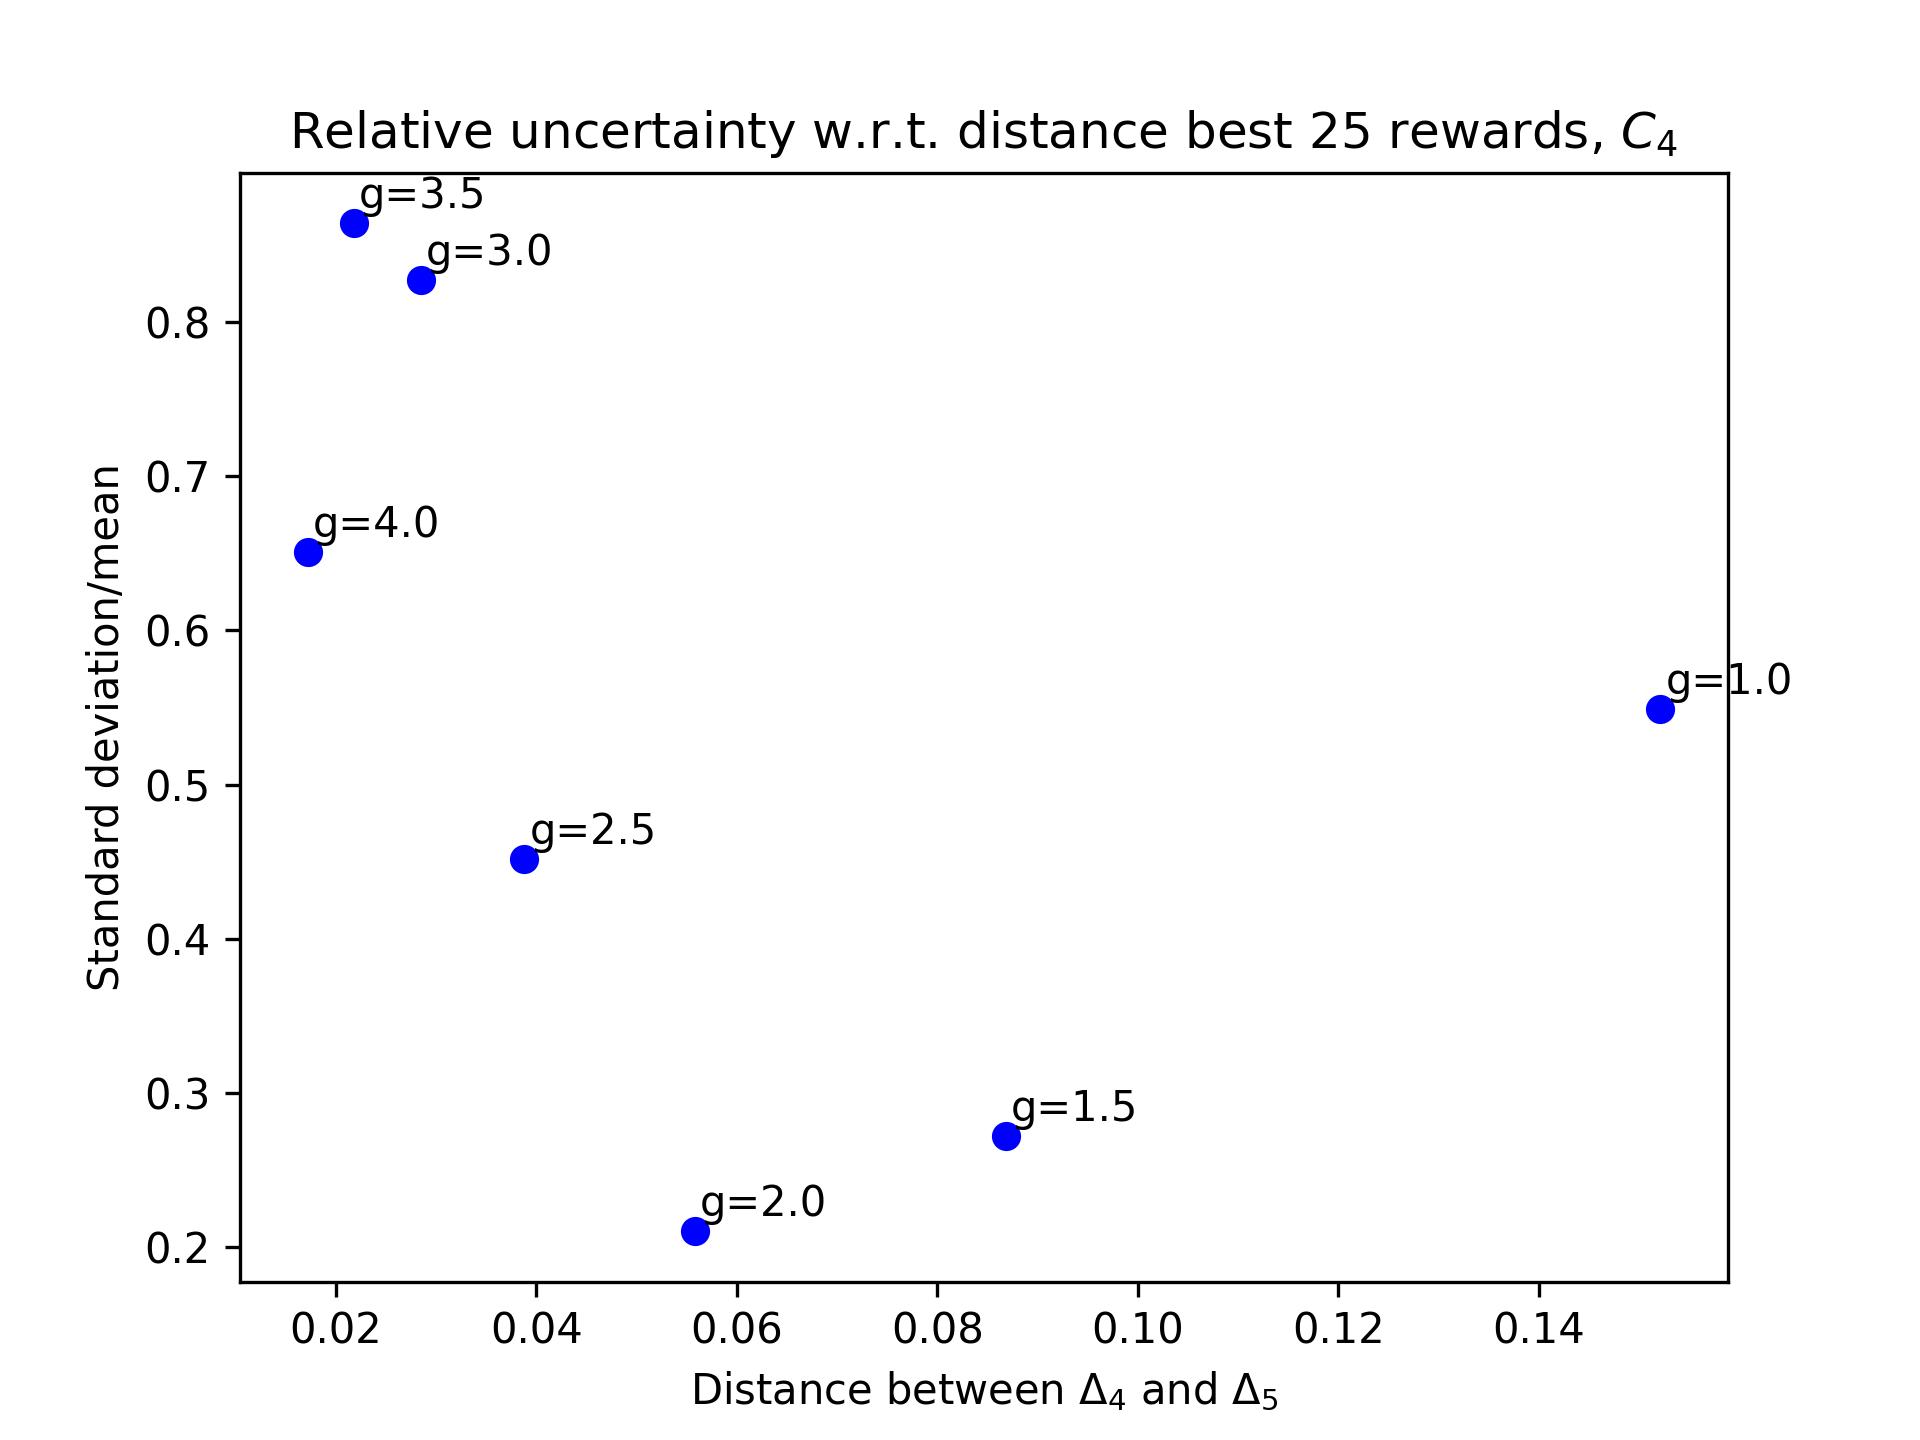 Relative uncertainty w.r.t. distance best 25 rewards, C₄
g=3.5
g=3.0
0.8
0.7
g=4.0
0.6
g=1.0
0.5
g=2.5
0.4
0.3
g=1.5
g=2.0
0.2
Standard deviation/mean
0.02 0.04 0.06 0.08 0.10 0.12 0.14
Distance between Δ₄ and Δ₅